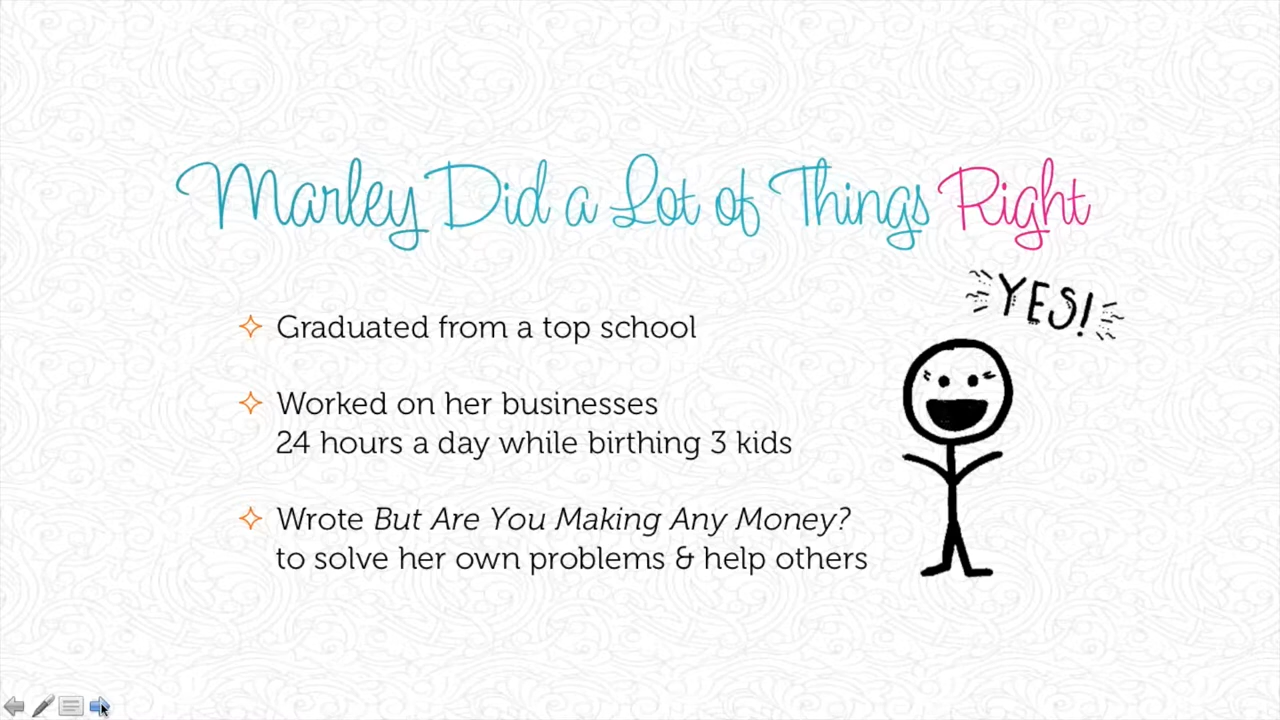 Marley Did a Lot of Things Right
YES!
Graduated from a top school
Worked on her businesses
24 hours a day while birthing 3 kids
Wrote But Are You Making Any Money?
to solve her own problems & help others